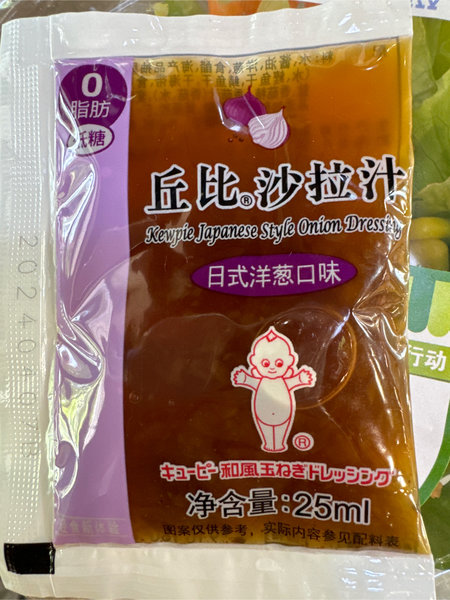 0
脂肪
低糖
丘比®沙拉汁
Kewpie Japanese Style Onion Dressing
日式洋葱口味
®
キユーピー 和風玉ねぎドレッシング
净含量:25ml
图案仅供参考，实际内容参见配料表
行动